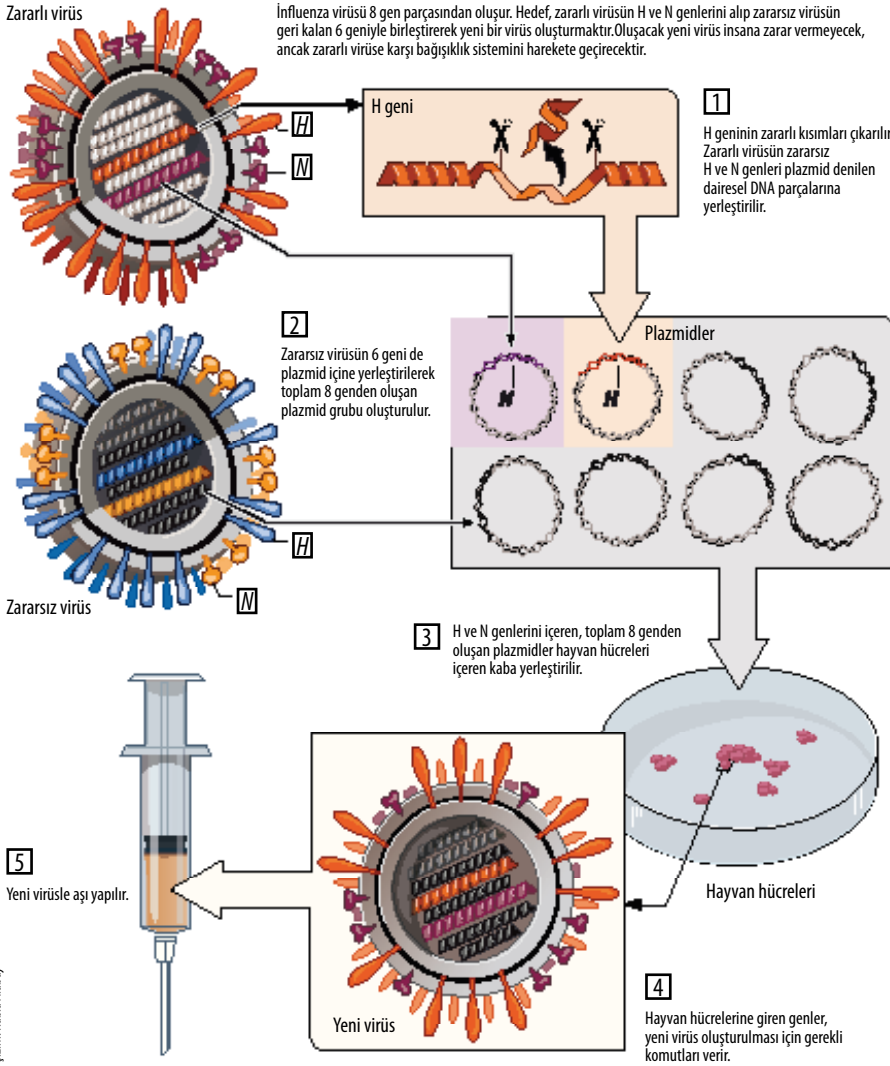 Zararlı virüs
İnfluenza virüsü 8 gen parçasından oluşur. Hedef, zararlı virüsün H ve N genlerini alıp zararsız virüsün
geri kalan 6 geniyle birleştirerek yeni bir virüs oluşturmaktır.Oluşacak yeni virüs insana zarar vermeyecek,
ancak zararlı virüse karşı bağışıklık sistemini harekete geçirecektir.
H
N
H geni
1
H geninin zararlı kısımları çıkarılır
Zararlı virüsün zararsız
H ve N genleri plazmid denilen
dairesel DNA parçalarına
yerleştirilir.
2
Zararsız virüsün 6 geni de
plazmid içine yerleştirilerek
toplam 8 genden oluşan
plazmid grubu oluşturulur.
Plazmidler
N
H
H
N
Zararsız virüs
3
H ve N genlerini içeren, toplam 8 genden
oluşan plazmidler hayvan hücreleri
içeren kaba yerleştirilir.
Hayvan hücreleri
4
Hayvan hücrelerine giren genler,
yeni virüs oluşturulması için gerekli
komutları verir.
Yeni virüs
5
Yeni virüsle aşı yapılır.